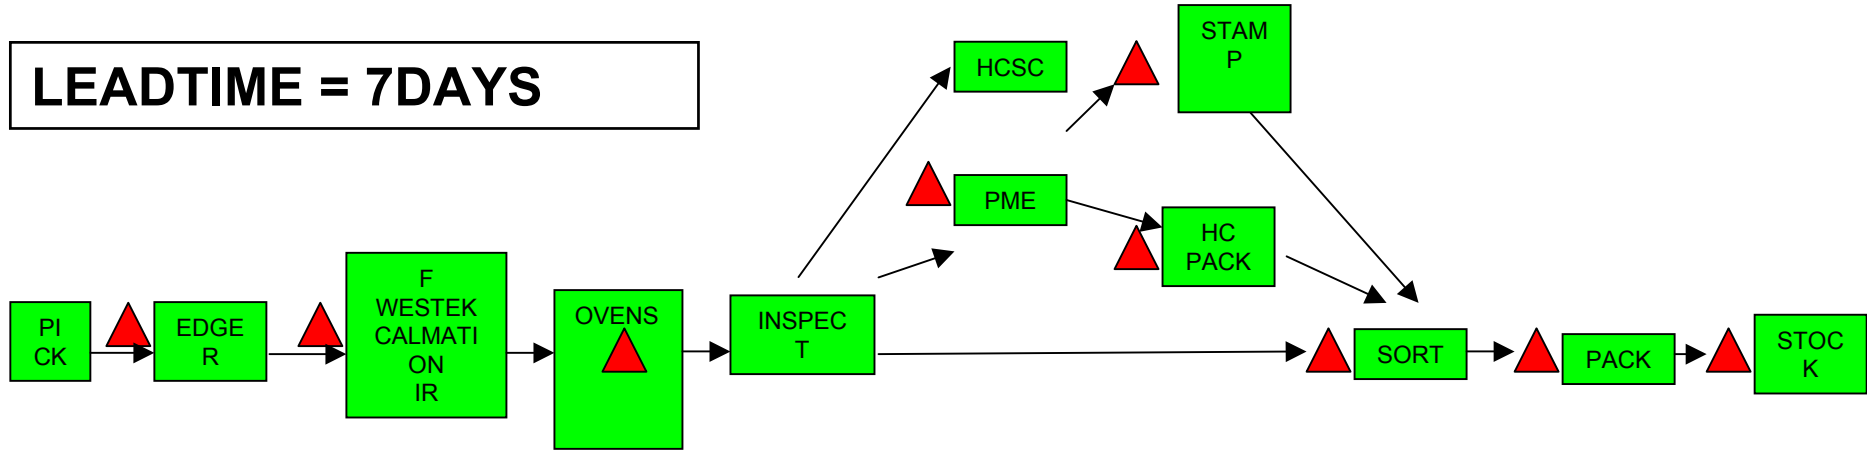 LEADTIME = 7DAYS
HCSC
STAM
P
PME
HC
PACK
PI
CK
EDGE
R
F
WESTEK
CALMATI
ON
IR
OVENS
INSPEC
T
SORT
PACK
STOC
K